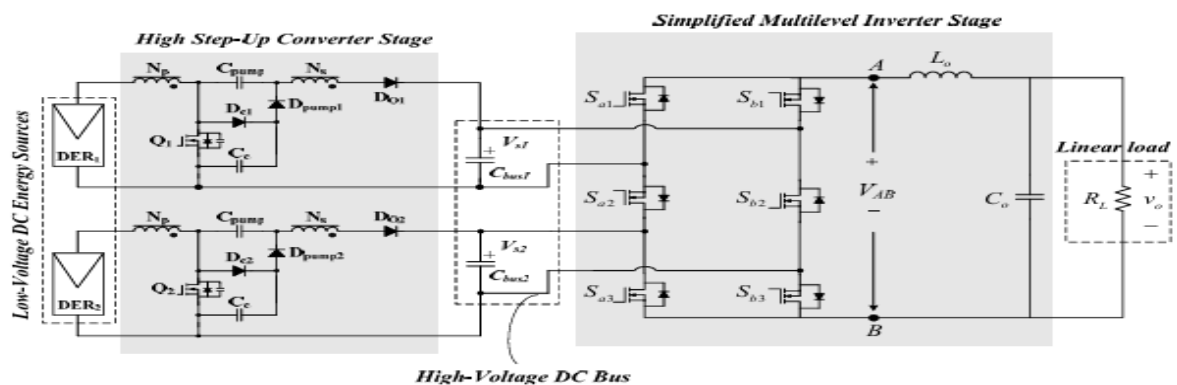 Simplified Multilevel Inverter Stage
High Step-Up Converter Stage
Low-Voltage DC Energy Sources
DER1
Np
Cpump
Ns
DO1
Dc1
Dpump1
Q1
Cc
Vs1
+
Cbus1
DER2
Np
Cpump
Ns
DO2
Dc2
Dpump2
Q2
Cc
Vs2
+
Cbus2
Sa1
Sb1
Sa2
Sb2
Sa3
Sb3
A
+
VAB
−
B
Lo
Co
Linear load
RL
+
vo
−
High-Voltage DC Bus